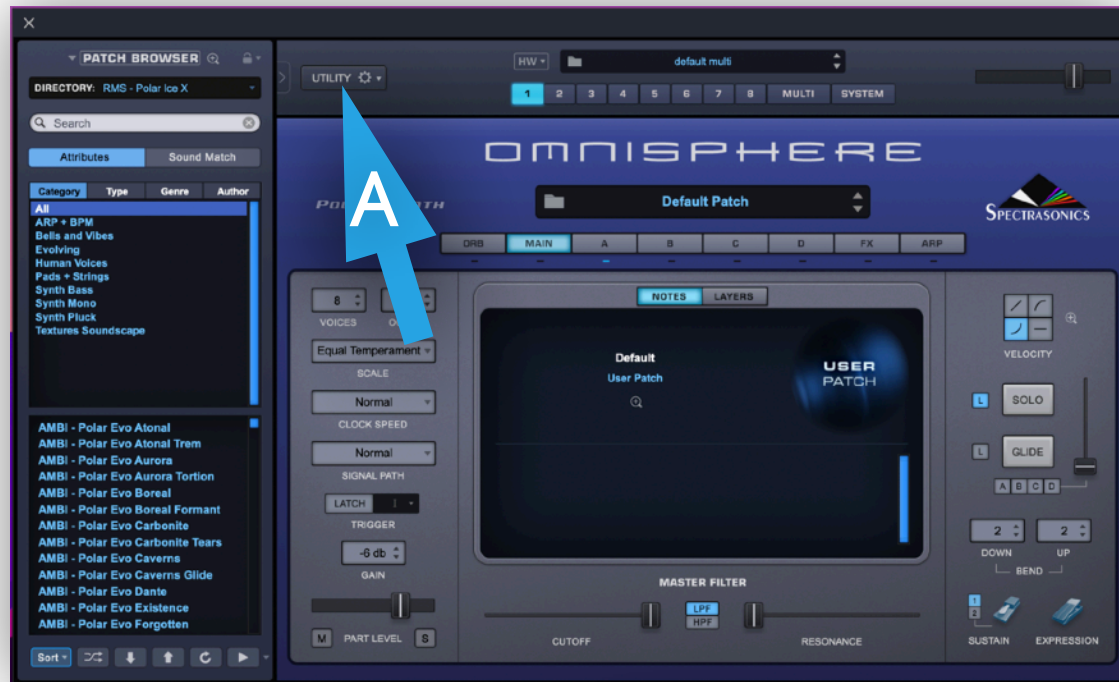 PATCH BROWSER
DIRECTORY: RMS - Polar Ice X
Search
Attributes Sound Match
Category Type Genre Author
All
ARP + BPM
Bells and Vibes
Evolving
Human Voices
Pads + Strings
Synth Bass
Synth Mono
Synth Pluck
Textures Soundscape
AMBI - Polar Evo Atonal
AMBI - Polar Evo Atonal Trem
AMBI - Polar Evo Aurora
AMBI - Polar Evo Aurora Tortion
AMBI - Polar Evo Boreal
AMBI - Polar Evo Boreal Formant
AMBI - Polar Evo Carbonite
AMBI - Polar Evo Carbonite Tears
AMBI - Polar Evo Caverns
AMBI - Polar Evo Caverns Glide
AMBI - Polar Evo Dante
AMBI - Polar Evo Existence
AMBI - Polar Evo Forgotten
Sort
UTILITY
HW
default multi
1 2 3 4 5 6 7 8 MULTI SYSTEM
OMNISPHERE
A
Default Patch
SPECTRASONICS
ORB MAIN A B C D FX ARP
8
VOICES
Equal Temperament
SCALE
Normal
CLOCK SPEED
Normal
SIGNAL PATH
LATCH
TRIGGER
-6 db
GAIN
M PART LEVEL S
NOTES LAYERS
Default
User Patch
USER
PATCH
MASTER FILTER
LPF
HPF
CUTOFF RESONANCE
VELOCITY
L SOLO
L GLIDE
A B C D
2 2
DOWN UP
BEND
1
2
SUSTAIN EXPRESSION